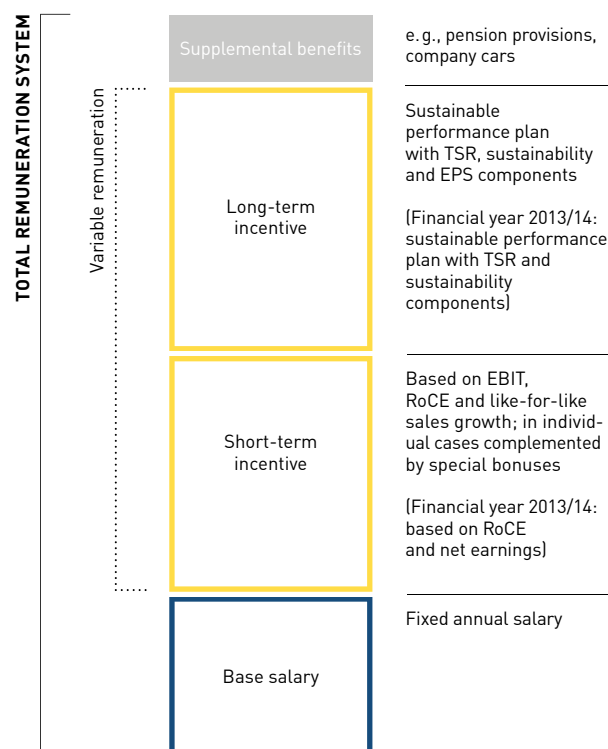 TOTAL REMUNERATION SYSTEM
Variable remuneration
Supplemental benefits
e.g., pension provisions,
company cars
Long-term
incentive
Sustainable
performance plan
with TSR, sustainability
and EPS components
(Financial year 2013/14:
sustainable performance
plan with TSR and
sustainability
components)
Short-term
incentive
Based on EBIT,
RoCE and like-for-like
sales growth; in individ-
ual cases complemented
by special bonuses
(Financial year 2013/14:
based on RoCE
and net earnings)
Base salary
Fixed annual salary